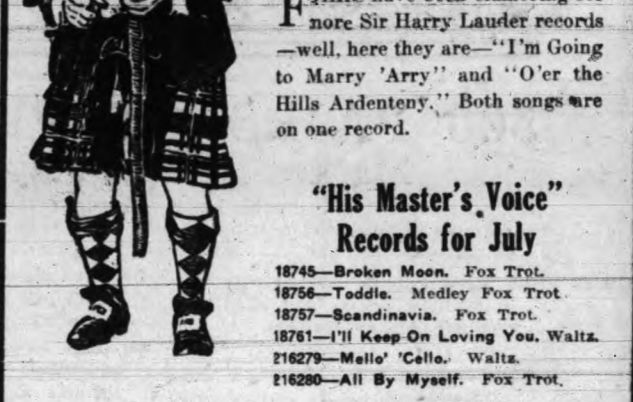 nore Sir Harry Lauder records
—well, here they are—"I'm Going
to Marry 'Arry" and "O'er the
Hills Ardenteny." Both songs are
on one record.
"His Master's Voice"
Records for July
18745—Broken Moon. Fox Trot.
18756—Toddle. Medley Fox Trot.
18757—Scandinavia. Fox Trot.
18761—I'll Keep On Loving You. Waltz.
216279—Mello' 'Cello. Waltz.
216280—All By Myself. Fox Trot.